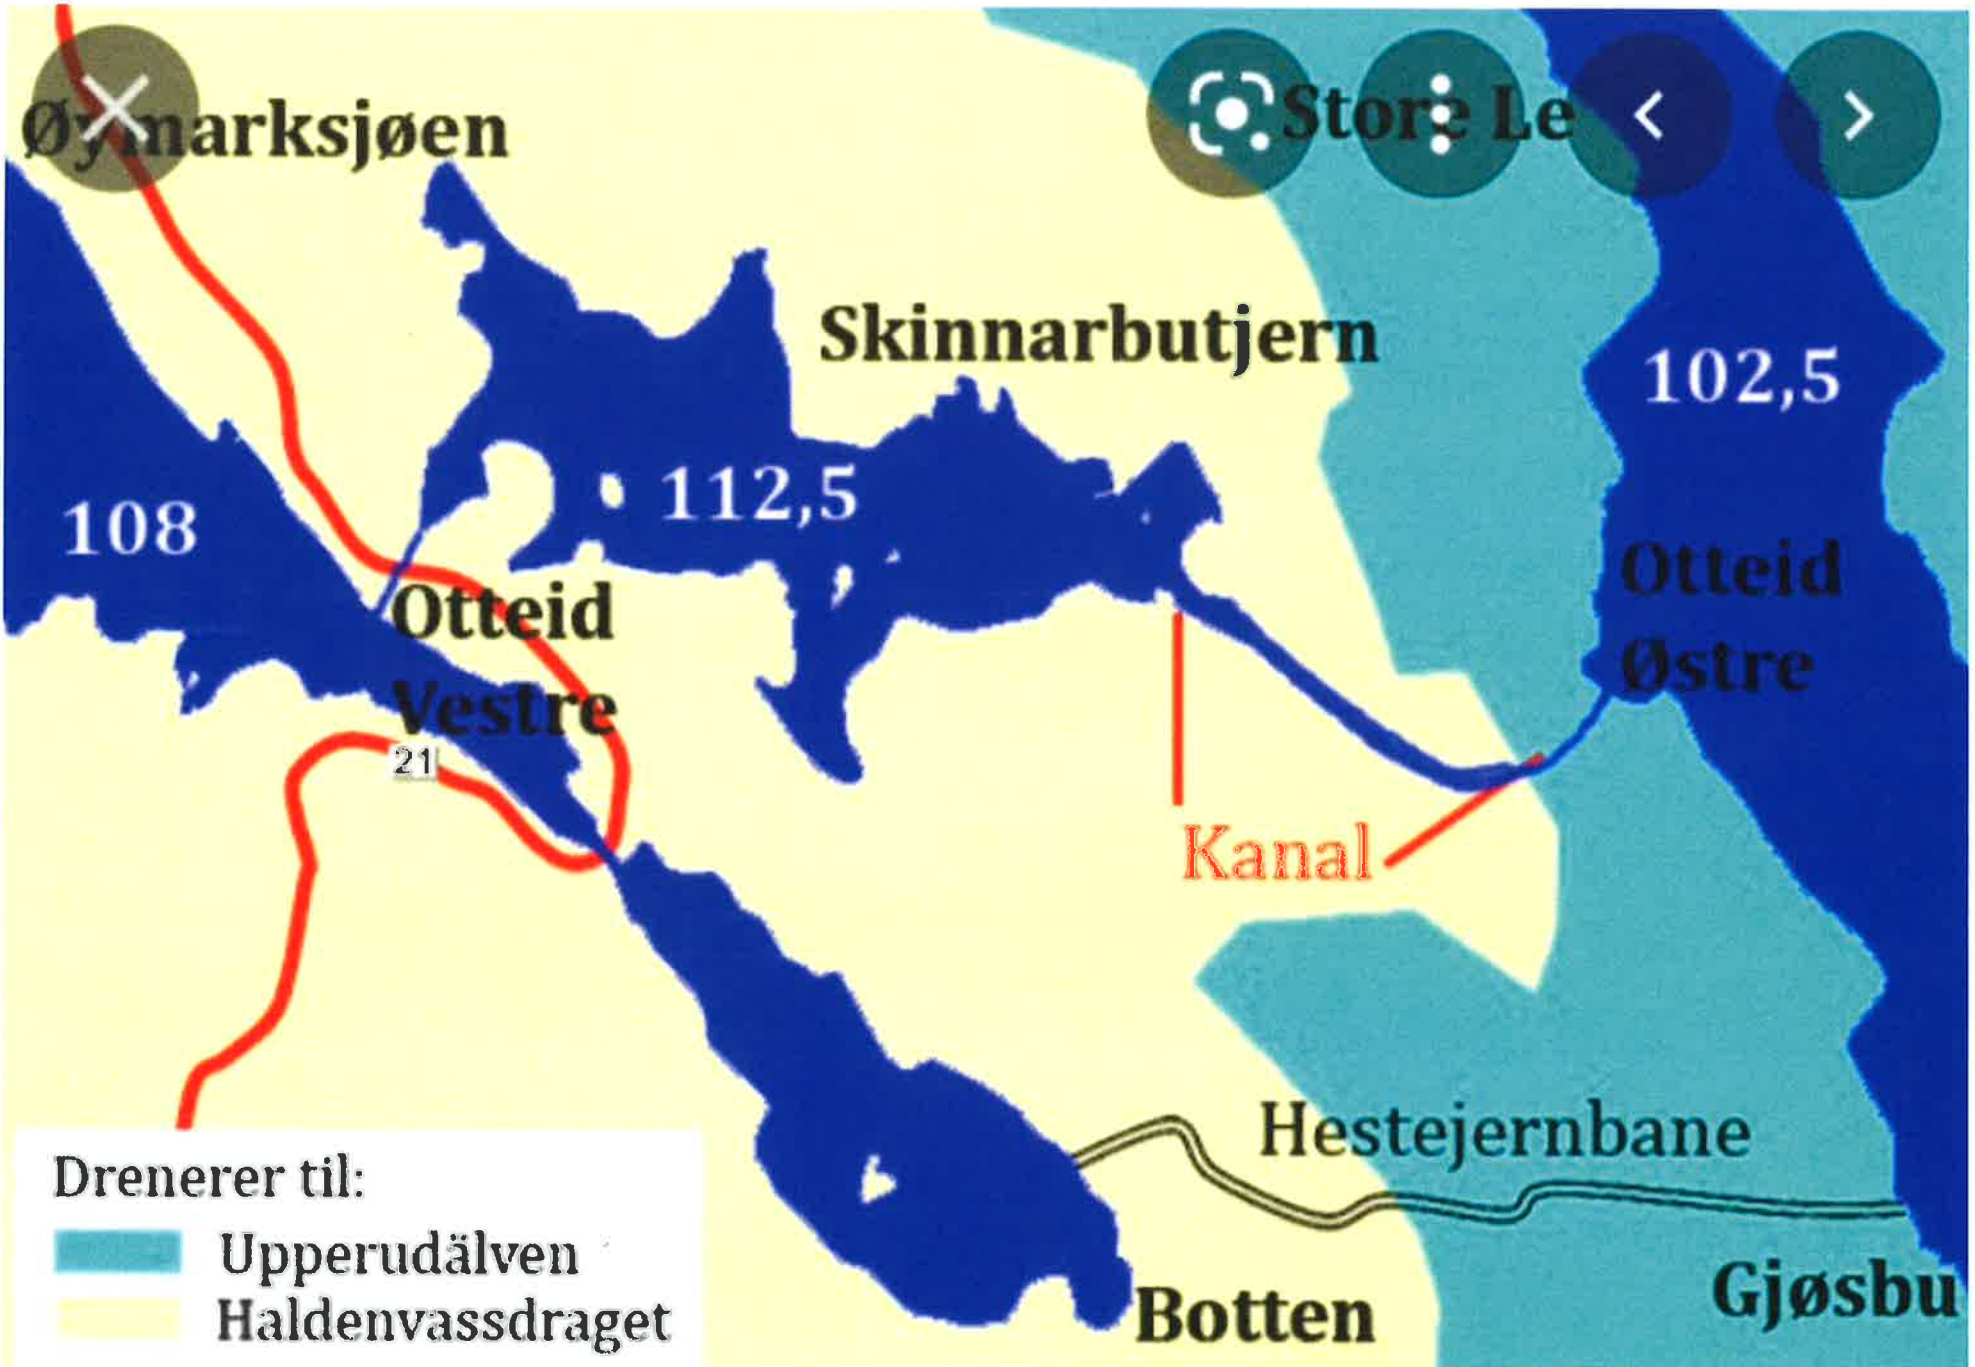 Øymarksjøen
Store Le
Skinnarbutjern
102,5
112,5
108
Otteid
Østre
Otteid
Vestre
21
Kanal
Hestejernbane
Drenerer til:
Upperudälven
Haldenvassdraget
Botten
Gjøsbu